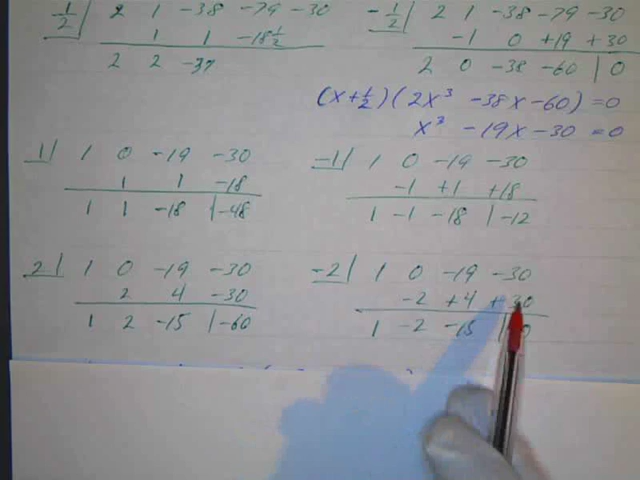 1/2 | 2 1 -38 -79 -30
1 1 -18 1/2
2 2 -37
-1/2 | 2 1 -38 -79 -30
-1 0 +19 +30
2 0 -38 -60 | 0
(x+1/2)(2x³ -38x-60)=0
x³ -19x-30=0
1 | 1 0 -19 -30
1 1 -18
1 1 -18 | -48
-1 | 1 0 -19 -30
-1 +1 +18
1 -1 -18 | -12
2 | 1 0 -19 -30
2 4 -30
1 2 -15 | -60
-2 | 1 0 -19 -30
-2 +4 +30
1 -2 -15 | 0